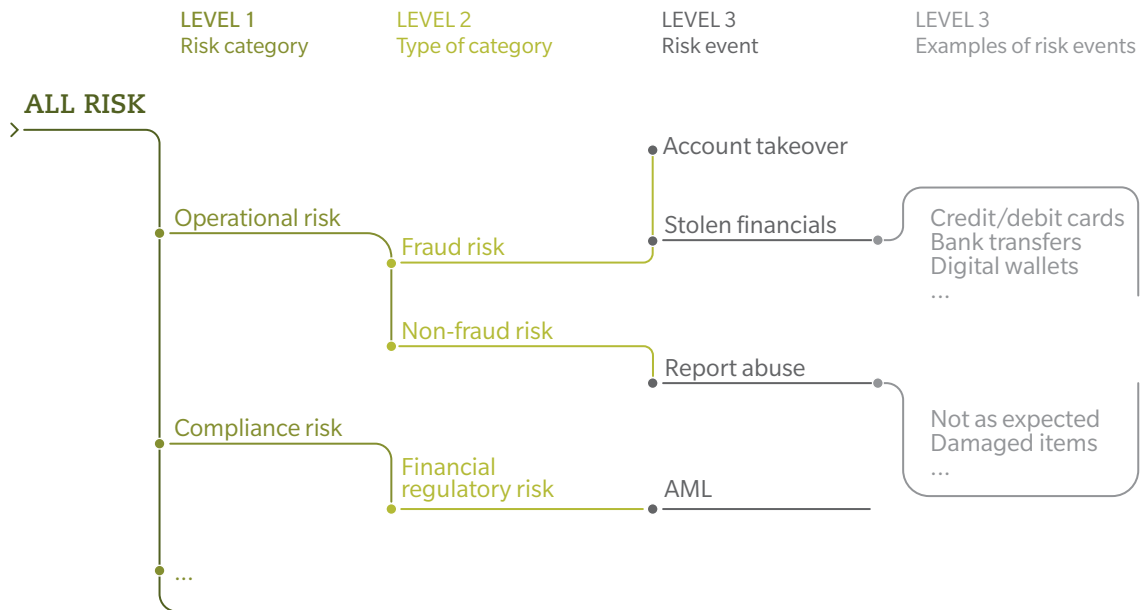 LEVEL 1
Risk category
LEVEL 2
Type of category
LEVEL 3
Risk event
LEVEL 3
Examples of risk events
ALL RISK
Account takeover
Operational risk
Stolen financials
Credit/debit cards
Bank transfers
Digital wallets
...
Fraud risk
Non-fraud risk
Report abuse
Not as expected
Damaged items
...
Compliance risk
Financial
regulatory risk
AML
...